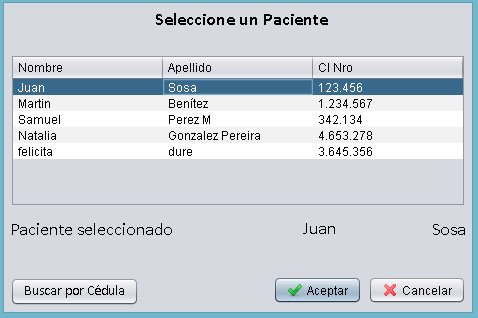 Seleccione un Paciente
Nombre Apellido CI Nro
Juan Sosa 123.456
Martin Benítez 1.234.567
Samuel Perez M 342.134
Natalia Gonzalez Pereira 4.653.278
felicita dure 3.645.356
Paciente seleccionado Juan Sosa
Buscar por Cédula Aceptar Cancelar